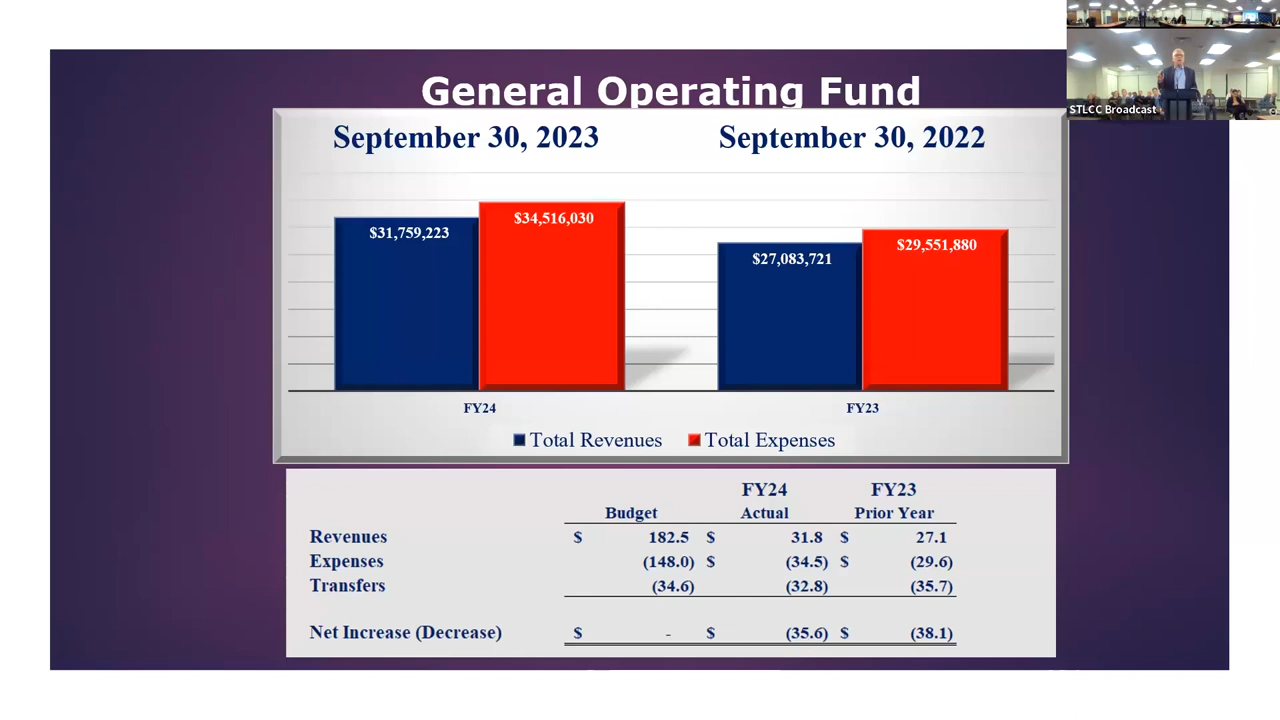 General Operating Fund
September 30, 2023 September 30, 2022
$31,759,223 $34,516,030 $27,083,721 $29,551,880
FY24 FY23
Total Revenues Total Expenses
FY24 FY23
Budget Actual Prior Year
Revenues $ 182.5 $ 31.8 $ 27.1
Expenses (148.0) $ (34.5) $ (29.6)
Transfers (34.6) (32.8) (35.7)
Net Increase (Decrease) $ - $ (35.6) $ (38.1)
STLCC Broadcast